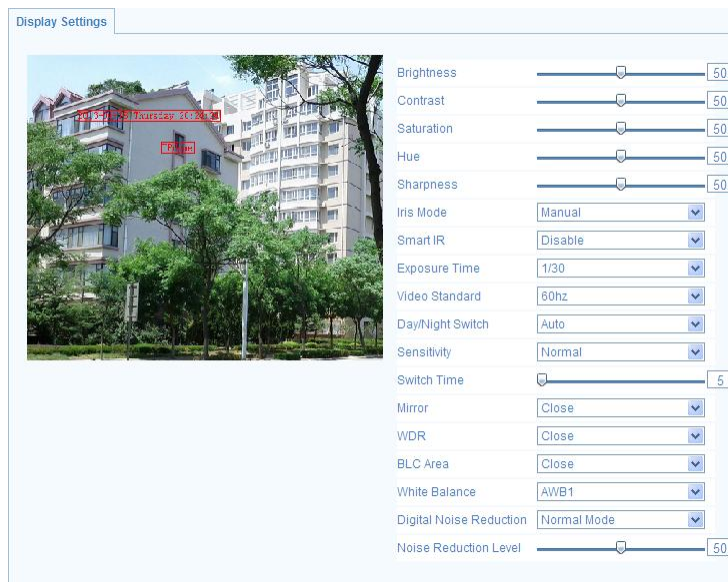 Display Settings
Thursday
Brightness 50
Contrast 50
Saturation 50
Hue 50
Sharpness 50
Iris Mode Manual
Smart IR Disable
Exposure Time 1/30
Video Standard 60hz
Day/Night Switch Auto
Sensitivity Normal
Switch Time 5
Mirror Close
WDR Close
BLC Area Close
White Balance AWB1
Digital Noise Reduction Normal Mode
Noise Reduction Level 50